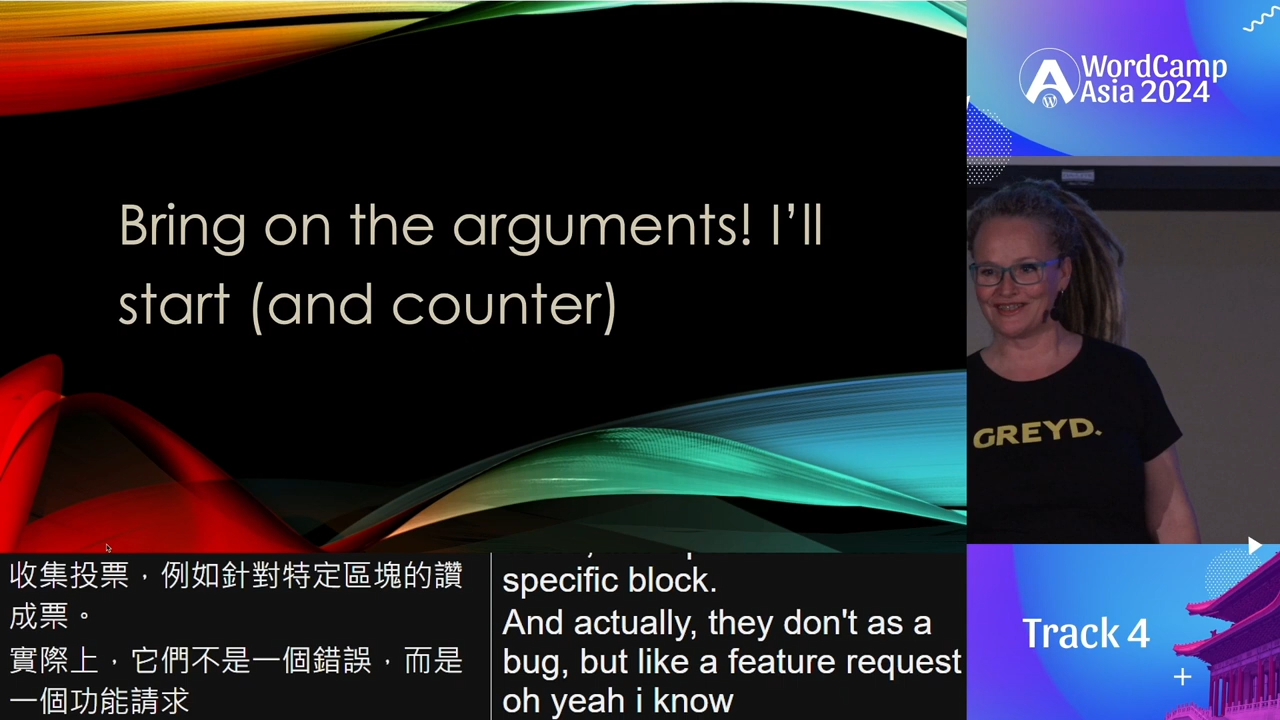 Bring on the arguments! I’ll
start (and counter)
WordCamp
Asia 2024
GREYD.
收集投票，例如針對特定區塊的讚
成票。
實際上，它們不是一個錯誤，而是
一個功能請求
specific block.
And actually, they don't as a
bug, but like a feature request
oh yeah i know
Track 4